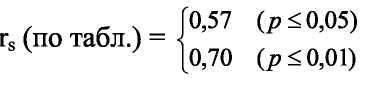 0,57 (p ≤ 0,05)
rₛ (по табл.) =
0,70 (p ≤ 0,01)